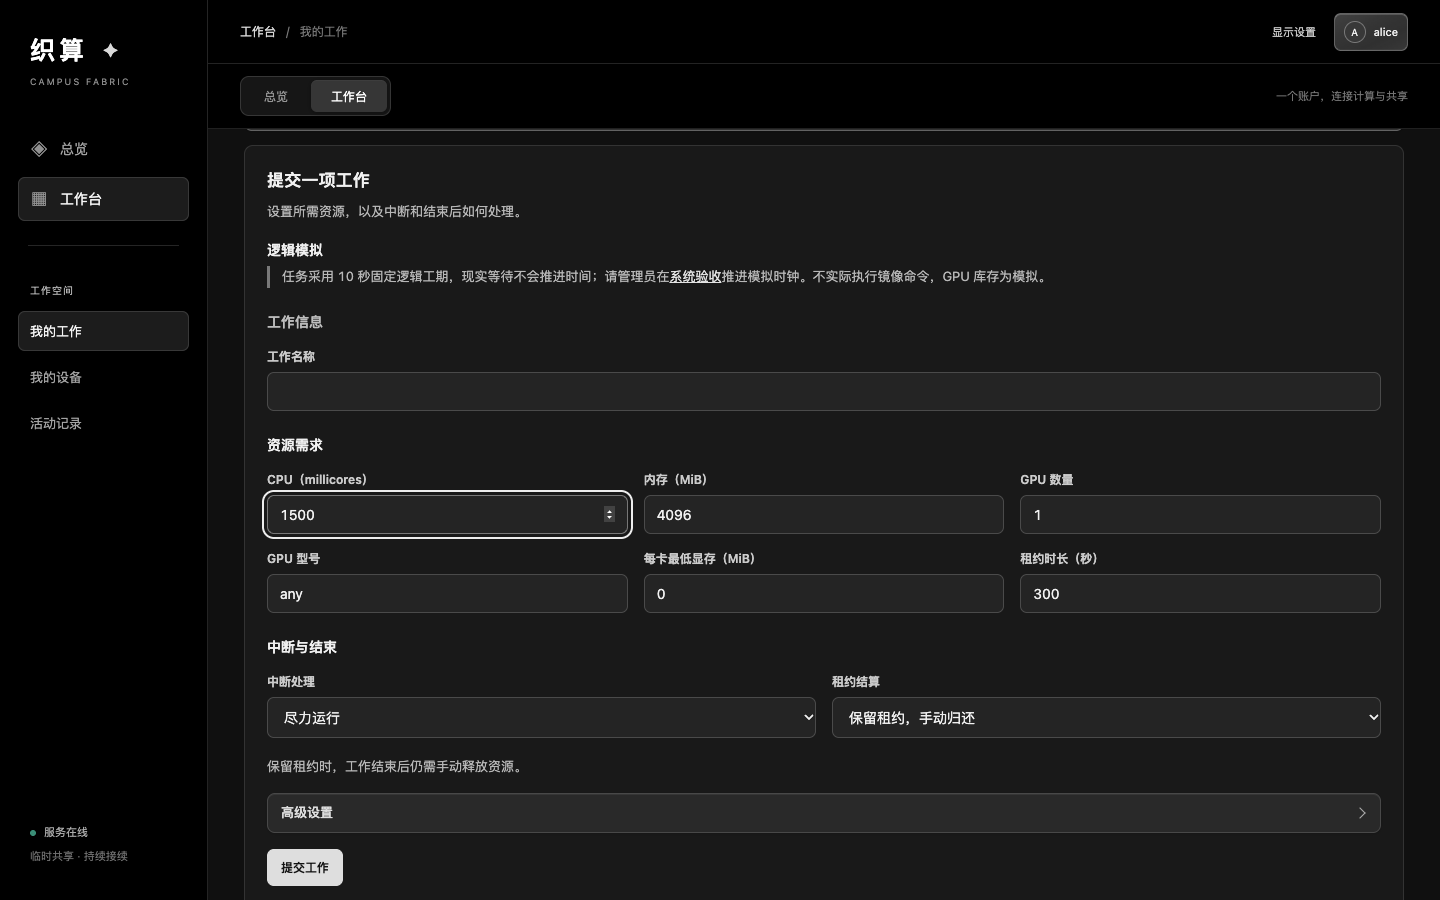 织算
CAMPUS FABRIC
总览
工作台
工作空间
我的工作
我的设备
活动记录
服务在线
临时共享 · 持续接续
工作台 / 我的工作
显示设置
A alice
总览 工作台
一个账户，连接计算与共享
提交一项工作
设置所需资源，以及中断和结束后如何处理。
逻辑模拟
任务采用 10 秒固定逻辑工期，现实等待不会推进时间；请管理员在系统验收推进模拟时钟。不实际执行镜像命令，GPU 库存为模拟。
工作信息
工作名称
资源需求
CPU（millicores） 内存（MiB） GPU 数量
1500 4096 1
GPU 型号 每卡最低显存（MiB） 租约时长（秒）
any 0 300
中断与结束
中断处理 租约结算
尽力运行 保留租约，手动归还
保留租约时，工作结束后仍需手动释放资源。
高级设置
提交工作